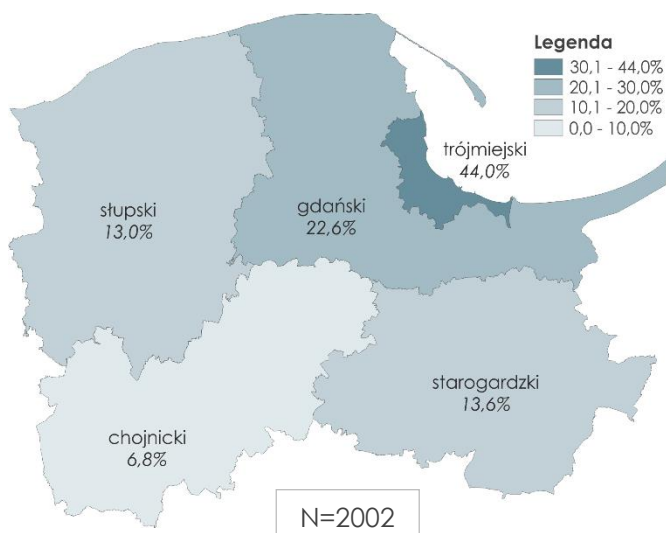 Legenda
30,1 - 44,0%
20,1 - 30,0%
10,1 - 20,0%
0,0 - 10,0%
trójmiejski
44,0%
słupski
13,0%
gdański
22,6%
starogardzki
13,6%
chojnicki
6,8%
N=2002